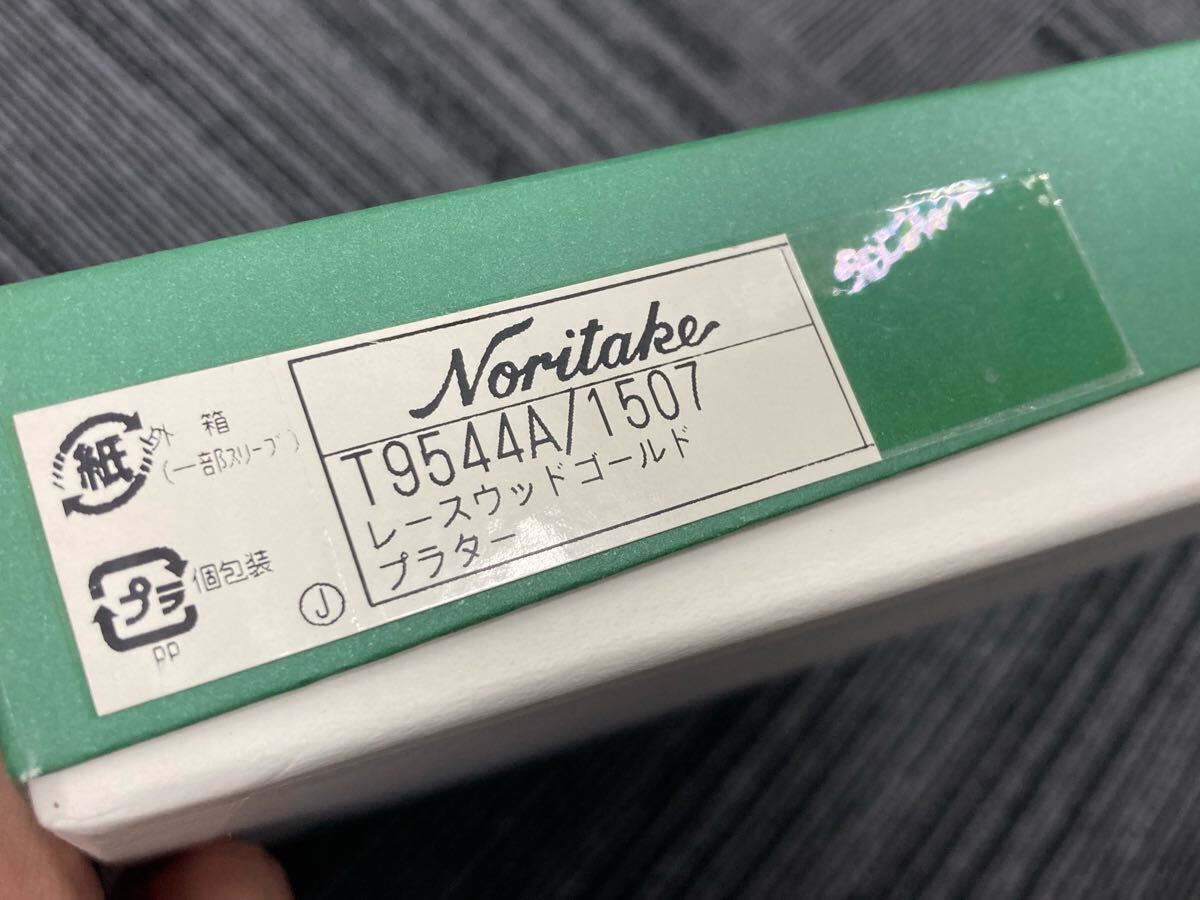 Noritake
T9544A/1507
レースウッドゴールド
プラター
紙
外箱
(一部スリーブ)
プラ
個包装
PP
J